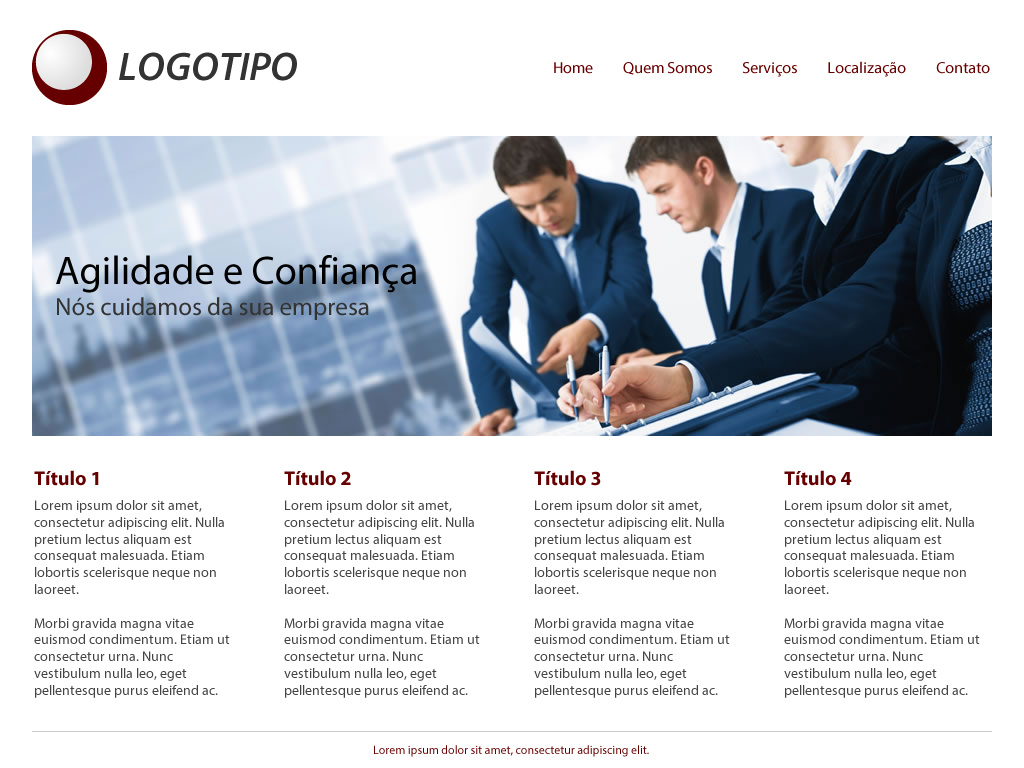 LOGOTIPO
Home Quem Somos Serviços Localização Contato
Agilidade e Confiança
Nós cuidamos da sua empresa
Título 1
Lorem ipsum dolor sit amet,
consectetur adipiscing elit. Nulla
pretium lectus aliquam est
consequat malesuada. Etiam
lobortis scelerisque neque non
laoreet.
Morbi gravida magna vitae
euismod condimentum. Etiam ut
consectetur urna. Nunc
vestibulum nulla leo, eget
pellentesque purus eleifend ac.
Título 2
Lorem ipsum dolor sit amet,
consectetur adipiscing elit. Nulla
pretium lectus aliquam est
consequat malesuada. Etiam
lobortis scelerisque neque non
laoreet.
Morbi gravida magna vitae
euismod condimentum. Etiam ut
consectetur urna. Nunc
vestibulum nulla leo, eget
pellentesque purus eleifend ac.
Título 3
Lorem ipsum dolor sit amet,
consectetur adipiscing elit. Nulla
pretium lectus aliquam est
consequat malesuada. Etiam
lobortis scelerisque neque non
laoreet.
Morbi gravida magna vitae
euismod condimentum. Etiam ut
consectetur urna. Nunc
vestibulum nulla leo, eget
pellentesque purus eleifend ac.
Título 4
Lorem ipsum dolor sit amet,
consectetur adipiscing elit. Nulla
pretium lectus aliquam est
consequat malesuada. Etiam
lobortis scelerisque neque non
laoreet.
Morbi gravida magna vitae
euismod condimentum. Etiam ut
consectetur urna. Nunc
vestibulum nulla leo, eget
pellentesque purus eleifend ac.
Lorem ipsum dolor sit amet, consectetur adipiscing elit.